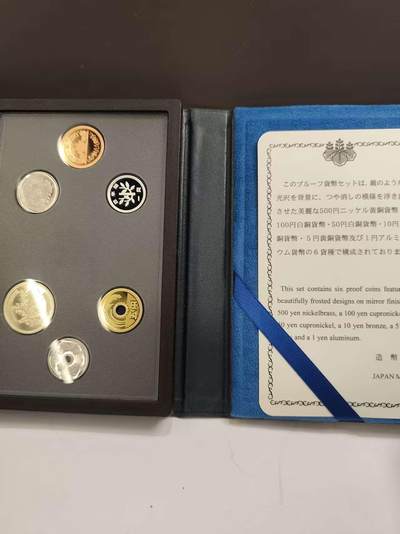 このプルーフ貨幣セットは、鏡のような
光沢を背景に、つや消しの模様を浮き
させた美麗な500円ニッケル黄銅貨幣・
100円白銅貨幣・50円白銅貨幣・10円
銅貨幣・5円黄銅貨幣及び1円アルミ
ウム貨幣の6貨種で構成されており
This set contains six proof coins featu
beautifully frosted designs on mirror finis
500 yen nickelbrass, a 100 yen cupronicke
yen cupronickel, a 10 yen bronze, a 5
and a 1 yen aluminum.
造幣
JAPAN M